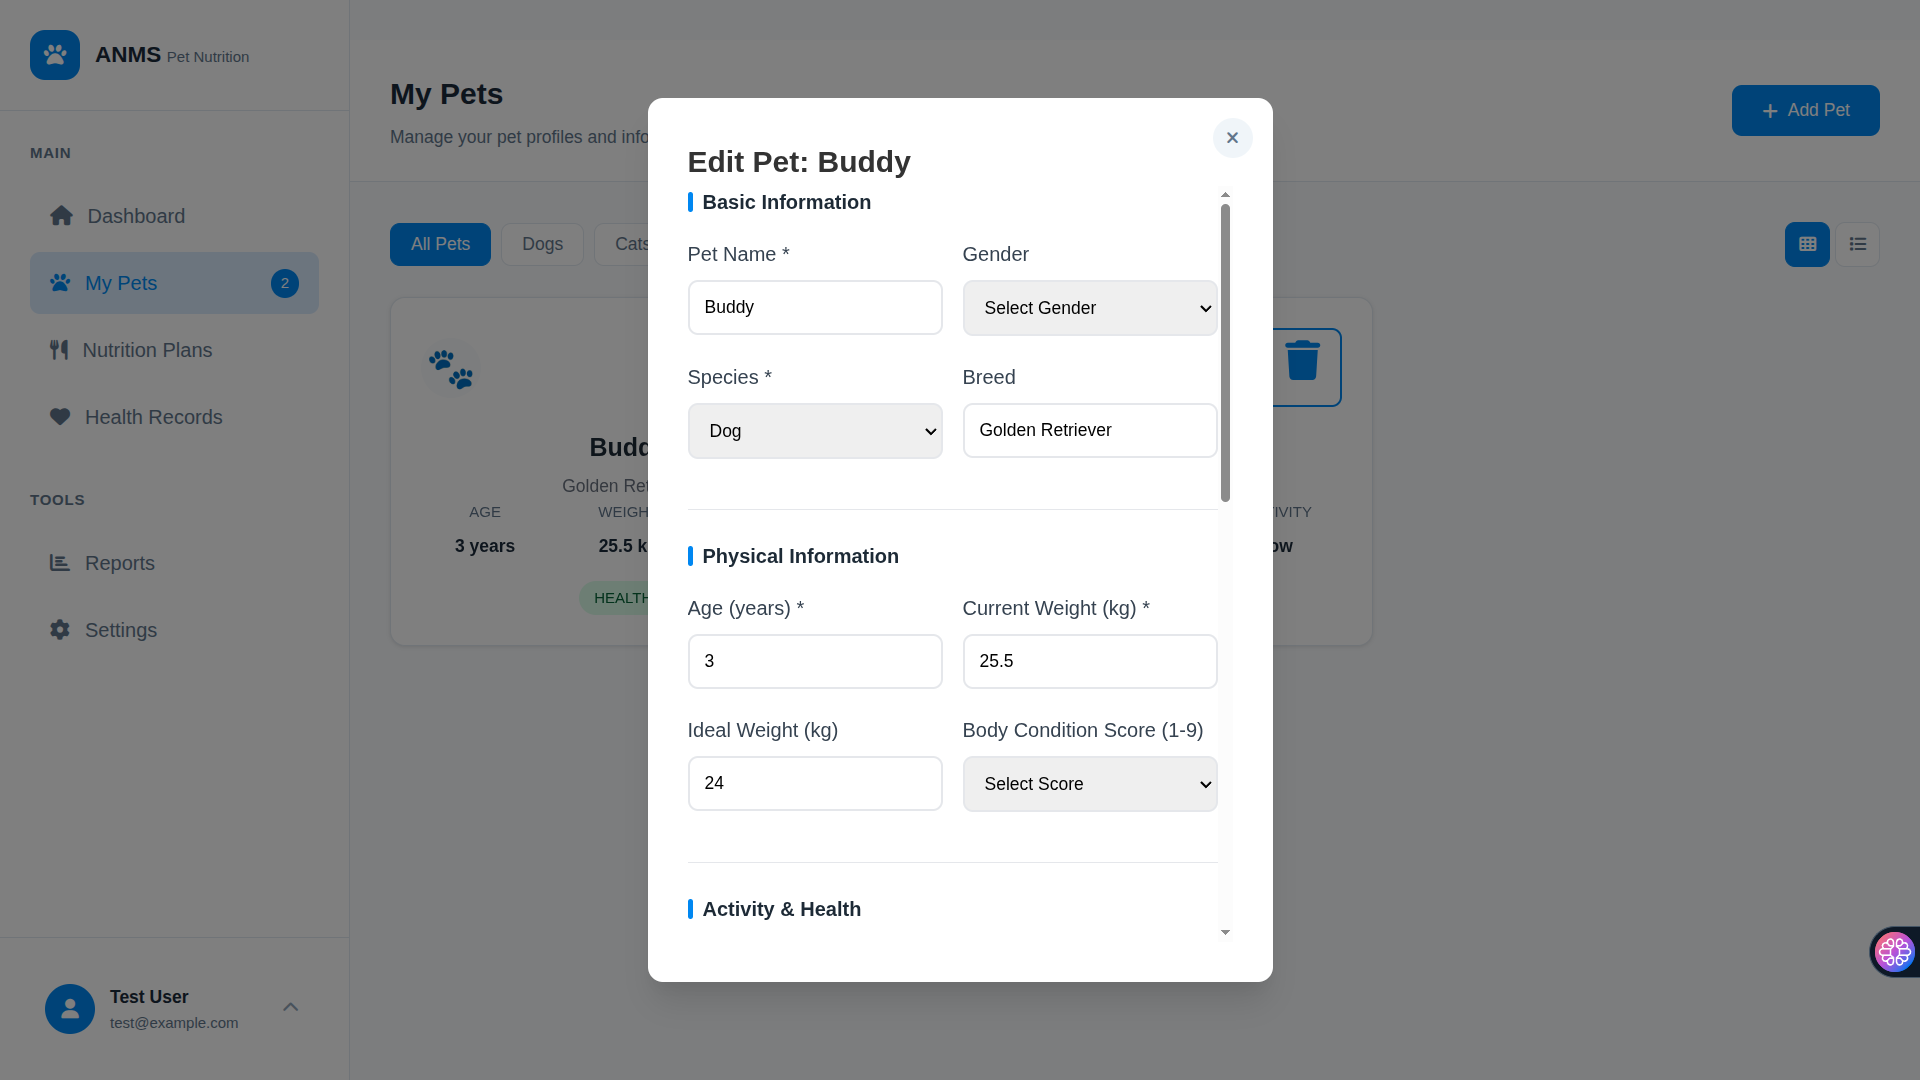 ANMS Pet Nutrition
MAIN
Dashboard
My Pets
2
Nutrition Plans
Health Records
TOOLS
Reports
Settings
Test User
test@example.com
My Pets
Manage your pet profiles and info
Add Pet
All Pets
Dogs
Cats
Budd
Golden Ret
AGE
WEIGH
3 years
25.5 k
HEALTH
IVITY
ow
Edit Pet: Buddy
Basic Information
Pet Name *
Gender
Buddy
Select Gender
Species *
Breed
Dog
Golden Retriever
Physical Information
Age (years) *
Current Weight (kg) *
3
25.5
Ideal Weight (kg)
Body Condition Score (1-9)
24
Select Score
Activity & Health